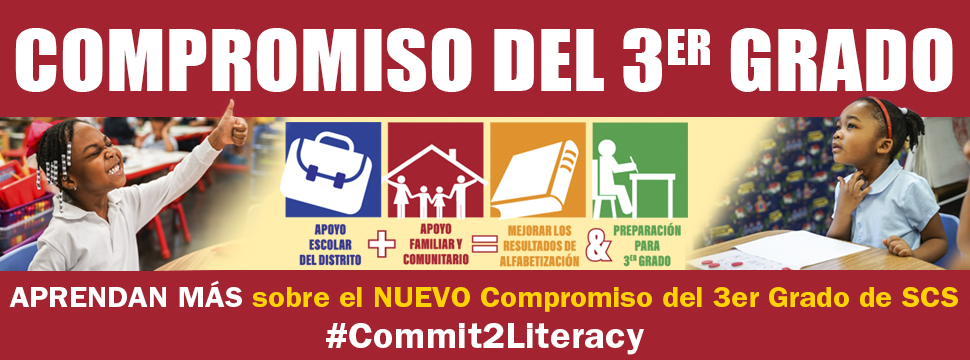 COMPROMISO DEL 3ER GRADO
APOYO
ESCOLAR
DEL DISTRITO
+
APOYO
FAMILIAR Y
COMUNITARIO
=
MEJORAR LOS
RESULTADOS DE
ALFABETIZACIÓN
&
PREPARACIÓN
PARA
3ER GRADO
APRENDAN MÁS sobre el NUEVO Compromiso del 3er Grado de SCS
#Commit2Literacy